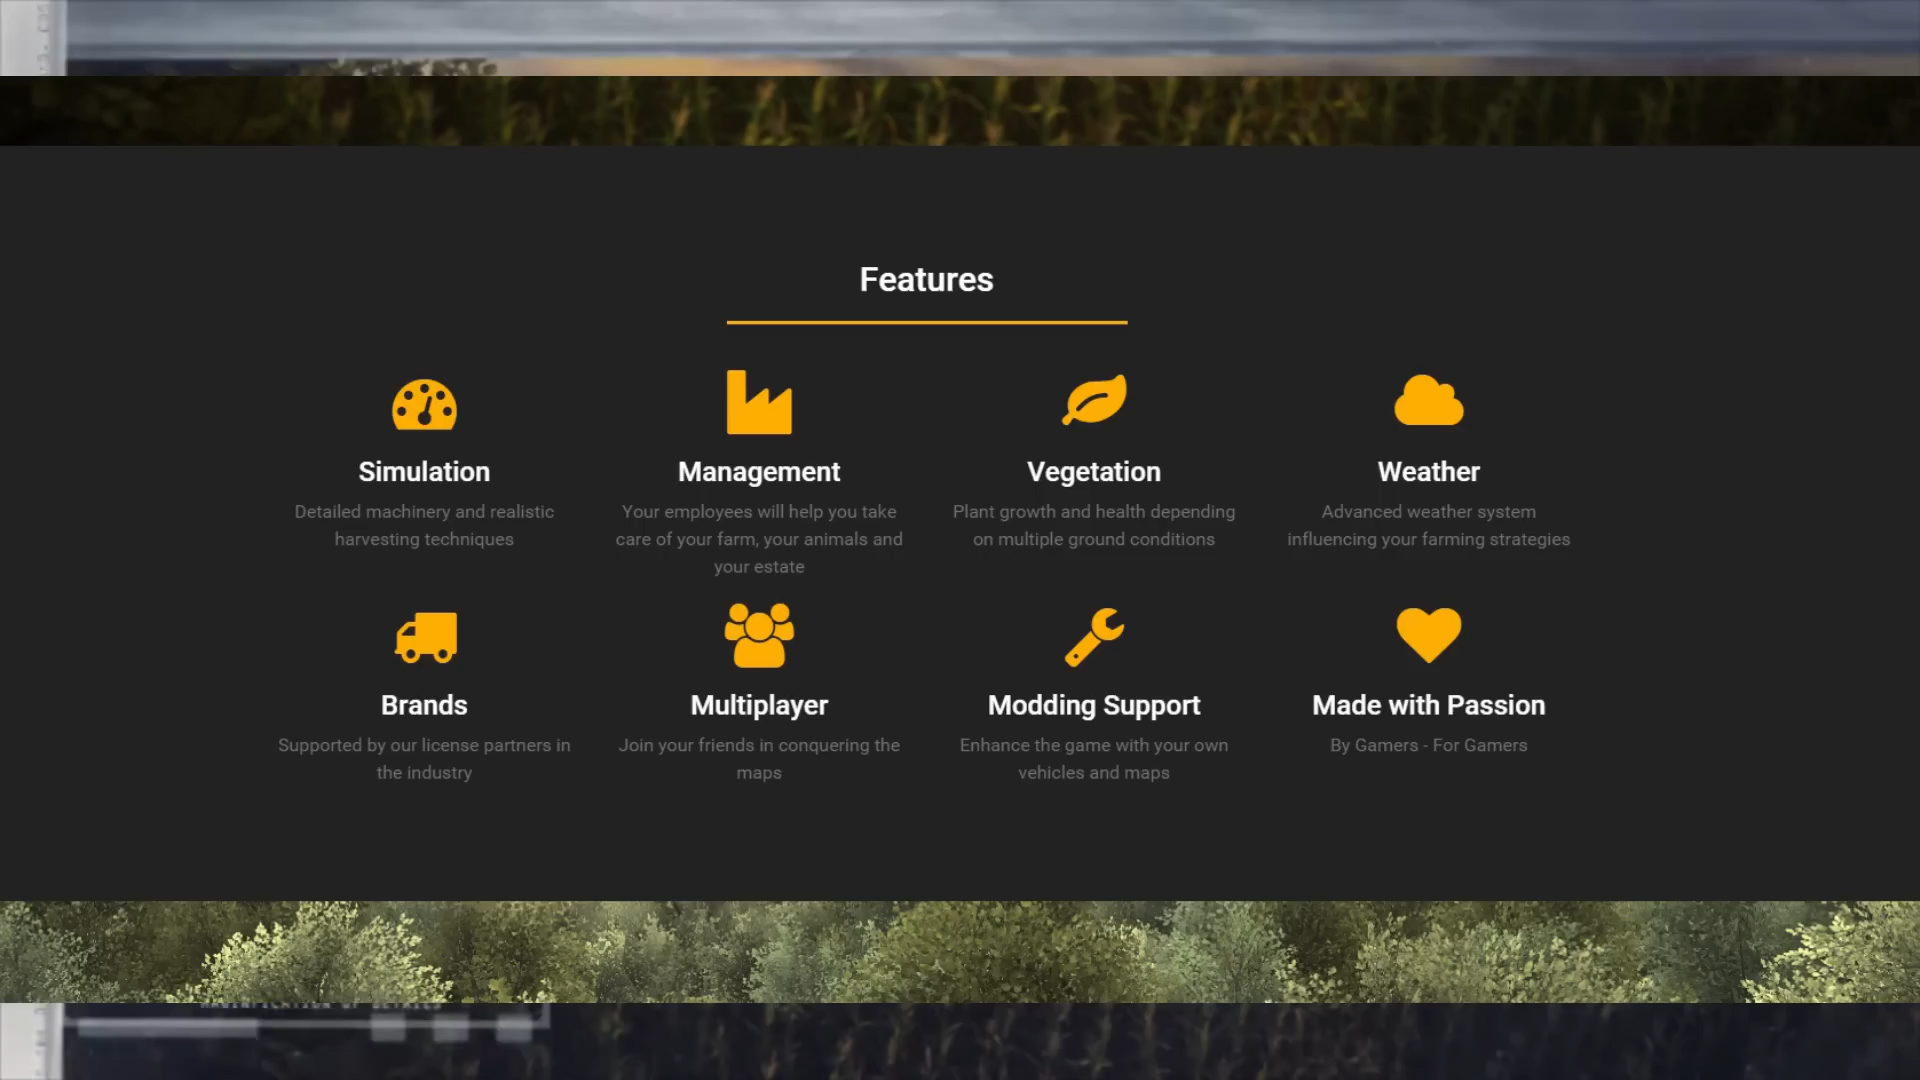 Features
Simulation
Detailed machinery and realistic
harvesting techniques
Management
Your employees will help you take
care of your farm, your animals and
your estate
Vegetation
Plant growth and health depending
on multiple ground conditions
Weather
Advanced weather system
influencing your farming strategies
Brands
Supported by our license partners in
the industry
Multiplayer
Join your friends in conquering the
maps
Modding Support
Enhance the game with your own
vehicles and maps
Made with Passion
By Gamers - For Gamers